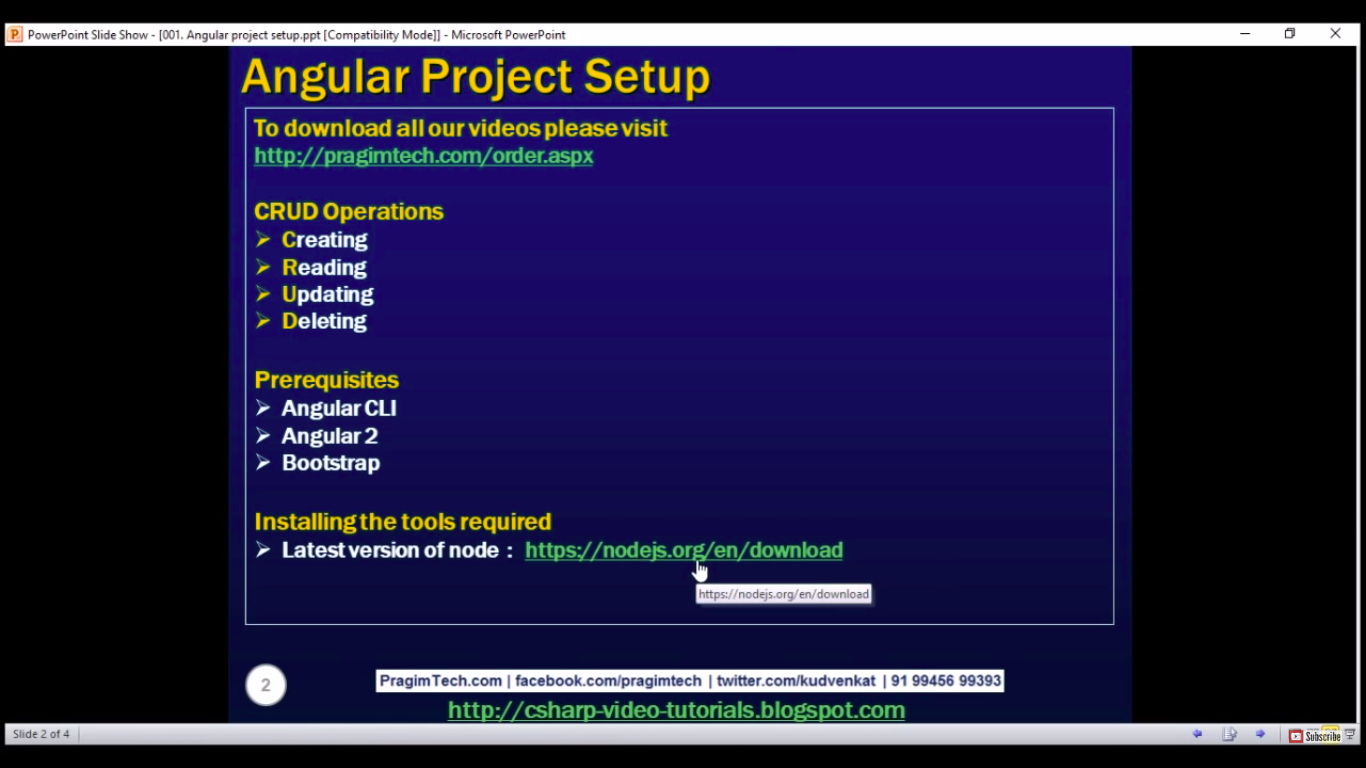 PowerPoint Slide Show - [001. Angular project setup.ppt [Compatibility Mode]] - Microsoft PowerPoint
Angular Project Setup
To download all our videos please visit
http://pragimtech.com/order.aspx
CRUD Operations
Creating
Reading
Updating
Deleting
Prerequisites
Angular CLI
Angular 2
Bootstrap
Installing the tools required
Latest version of node : https://nodejs.org/en/download
https://nodejs.org/en/download
2
PragimTech.com | facebook.com/pragimtech | twitter.com/kudvenkat | 91 99456 99393
http://csharp-video-tutorials.blogspot.com
Slide 2 of 4
Subscribe